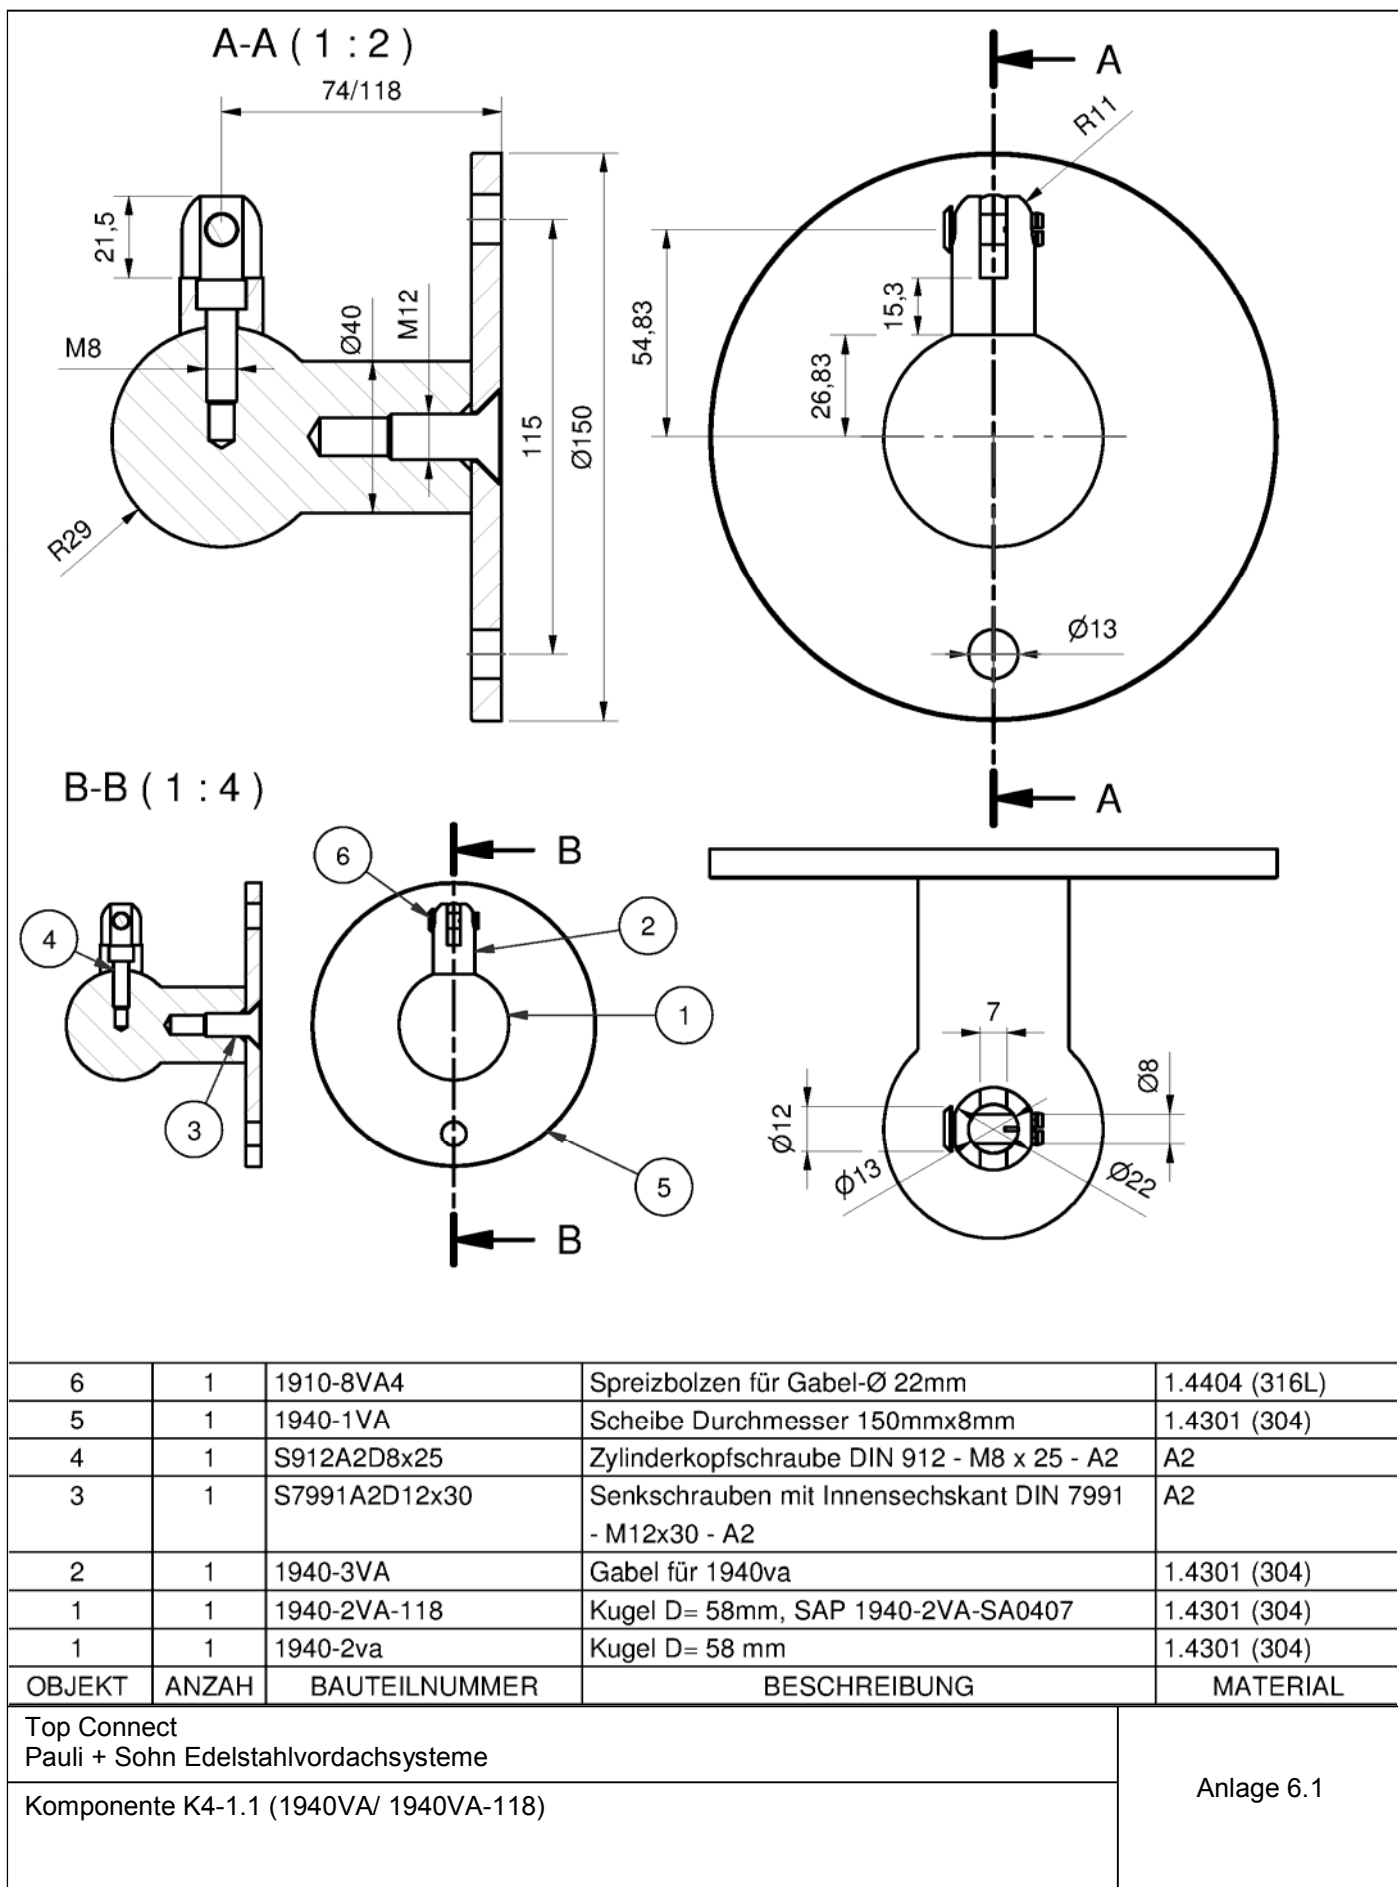 A-A ( 1 : 2 )
74/118
A
R11
21,5
M8
Ø40
M12
115
Ø150
R29
54,83
15,3
26,83
Ø13
A
B-B ( 1 : 4 )
6
B
2
4
1
3
5
B
7
Ø12
Ø8
Ø13
Ø22
6 1 1910-8VA4 Spreizbolzen für Gabel-Ø 22mm 1.4404 (316L)
5 1 1940-1VA Scheibe Durchmesser 150mmx8mm 1.4301 (304)
4 1 S912A2D8x25 Zylinderkopfschraube DIN 912 - M8 x 25 - A2 A2
3 1 S7991A2D12x30 Senkschrauben mit Innensechskant DIN 7991 A2
- M12x30 - A2
2 1 1940-3VA Gabel für 1940va 1.4301 (304)
1 1 1940-2VA-118 Kugel D= 58mm, SAP 1940-2VA-SA0407 1.4301 (304)
1 1 1940-2va Kugel D= 58 mm 1.4301 (304)
OBJEKT ANZAH BAUTEILNUMMER BESCHREIBUNG MATERIAL
Top Connect
Pauli + Sohn Edelstahlvordachsysteme
Komponente K4-1.1 (1940VA/ 1940VA-118)
Anlage 6.1